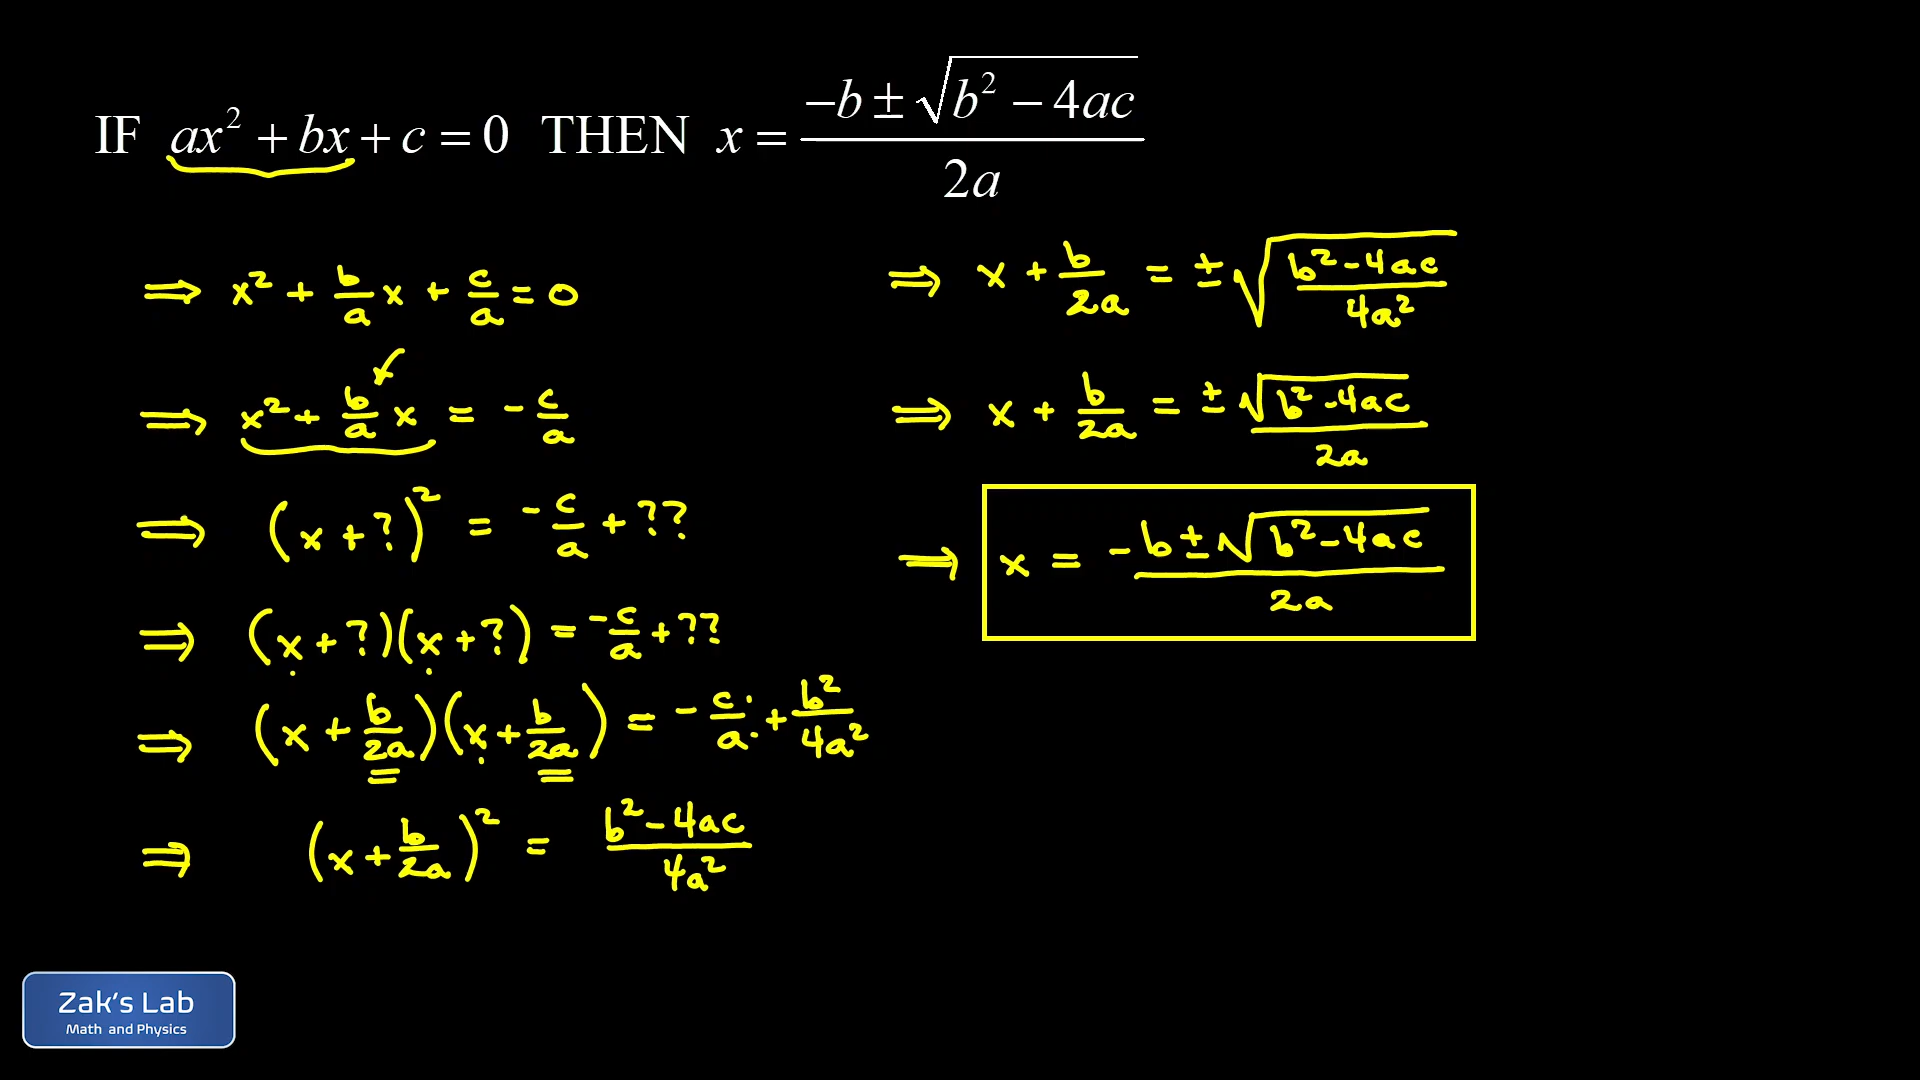 IF ax² + bx + c = 0 THEN x = (−b ± √(b² − 4ac)) / 2a
⇒ x² + b/a x + c/a = 0
⇒ x² + b/a x = - c/a
⇒ (x + ?)² = - c/a + ??
⇒ (x + ?)(x + ?) = - c/a + ??
⇒ (x + b/2a)(x + b/2a) = - c/a + b²/4a²
⇒ (x + b/2a)² = (b² - 4ac)/4a²
⇒ x + b/2a = ± √((b² - 4ac)/4a²)
⇒ x + b/2a = ± √(b² - 4ac)/2a
⇒ x = (-b ± √(b² - 4ac))/2a
Zak's Lab
Math and Physics